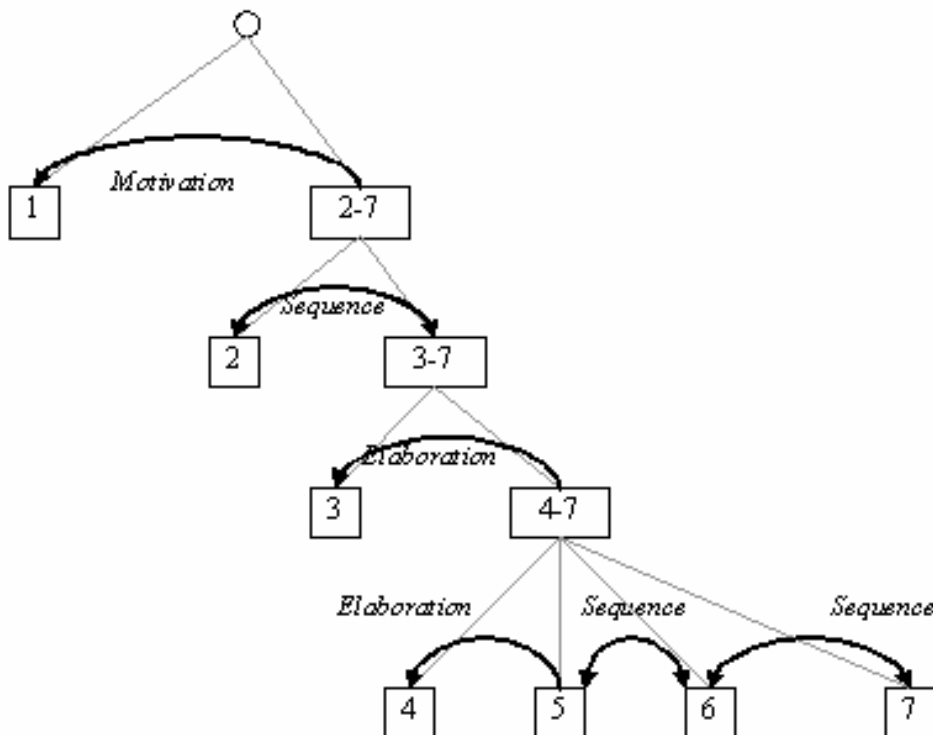 Motivation
1 2-7
Sequence
2 3-7
Elaboration
3 4-7
Elaboration Sequence Sequence
4 5 6 7